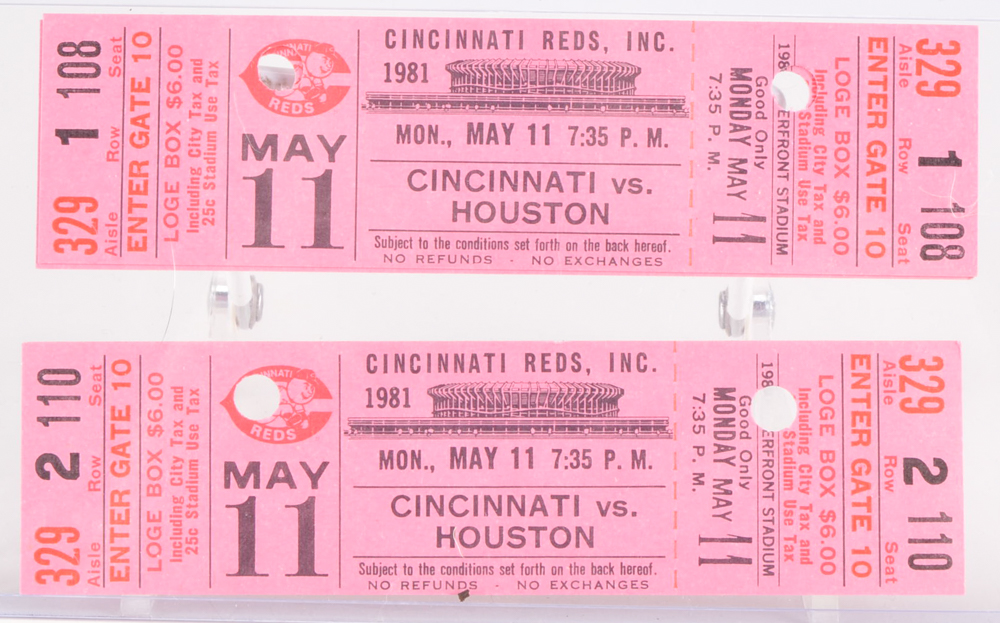 329 1 108
Aisle Row Seat
ENTER GATE 10
LOGE BOX $6.00
Including City Tax and
25c Stadium Use Tax
REDS
MAY
11
CINCINNATI REDS, INC.
1981
MON., MAY 11 7:35 P. M.
CINCINNATI vs.
HOUSTON
Subject to the conditions set forth on the back hereof.
NO REFUNDS - NO EXCHANGES
198 ERFRONT STADIUM
Good Only
MONDAY MAY 11
7:35 P. M.
329 1 108
Aisle Row Seat
ENTER GATE 10
LOGE BOX $6.00
Including City Tax and
Stadium Use Tax
329 2 110
Aisle Row Seat
ENTER GATE 10
LOGE BOX $6.00
Including City Tax and
25c Stadium Use Tax
REDS
MAY
11
CINCINNATI REDS, INC.
1981
MON., MAY 11 7:35 P. M.
CINCINNATI vs.
HOUSTON
Subject to the conditions set forth on the back hereof.
NO REFUNDS - NO EXCHANGES
198 ERFRONT STADIUM
Good Only
MONDAY MAY 11
7:35 P. M.
329 2 110
Aisle Row Seat
ENTER GATE 10
LOGE BOX $6.00
Including City Tax and
Stadium Use Tax